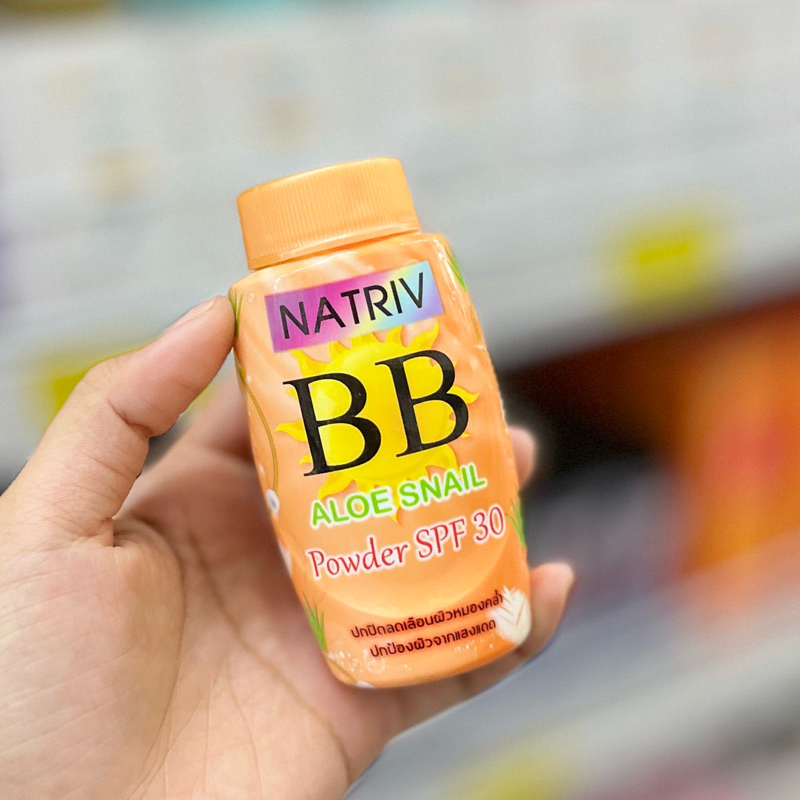 NATRIV
BB
ALOE SNAIL
Powder SPF 30
ปกปิดลดเลือนผิวหมองคล้ำ
ปกป้องผิวจากแสงแดด